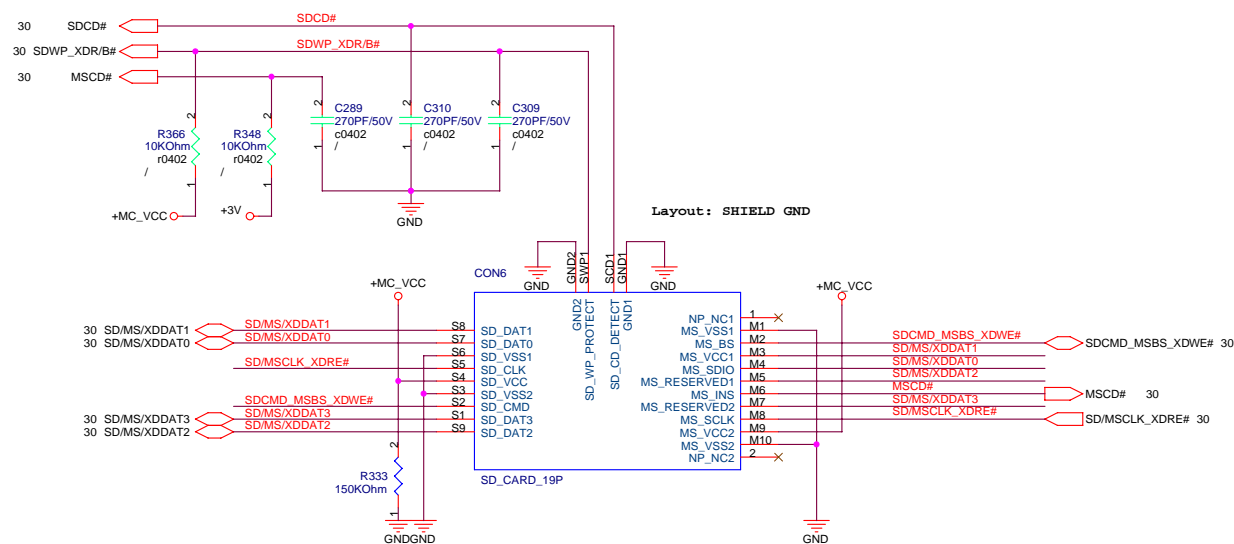 30 SDCD# SDCD#
30 SDWP_XDR/B# SDWP_XDR/B#
30 MSCD#
2 2 2 2 2
R366 10KOhm r0402 /
R348 10KOhm r0402 /
C289 270PF/50V c0402 /
C310 270PF/50V c0402 /
C309 270PF/50V c0402 /
1 1 1 1 1
+MC_VCC
+3V
GND
Layout: SHIELD GND
GND
GND2
SWP1
SCD1
GND1
GND
CON6
GND2
SD_WP_PROTECT
SD_CD_DETECT
GND1
+MC_VCC
+MC_VCC
30 SD/MS/XDDAT1 SD/MS/XDDAT1 S8 SD_DAT1
30 SD/MS/XDDAT0 SD/MS/XDDAT0 S7 SD_DAT0
S6 SD_VSS1
SD/MSCLK_XDRE# S5 SD_CLK
S4 SD_VCC
S3 SD_VSS2
SDCMD_MSBS_XDWE# S2 SD_CMD
30 SD/MS/XDDAT3 SD/MS/XDDAT3 S1 SD_DAT3
30 SD/MS/XDDAT2 SD/MS/XDDAT2 S9 SD_DAT2
NP_NC1 1
MS_VSS1 M1
MS_BS M2 SDCMD_MSBS_XDWE# SDCMD_MSBS_XDWE# 30
MS_VCC1 M3 SD/MS/XDDAT1
MS_SDIO M4 SD/MS/XDDAT0
MS_RESERVED1 M5 SD/MS/XDDAT2
MS_INS M6 MSCD# MSCD# 30
MS_RESERVED2 M7 SD/MS/XDDAT3
MS_SCLK M8 SD/MSCLK_XDRE# SD/MSCLK_XDRE# 30
MS_VCC2 M9
MS_VSS2 M10
NP_NC2 2
SD_CARD_19P
2
R333
150KOhm
1
GND
GND
GND